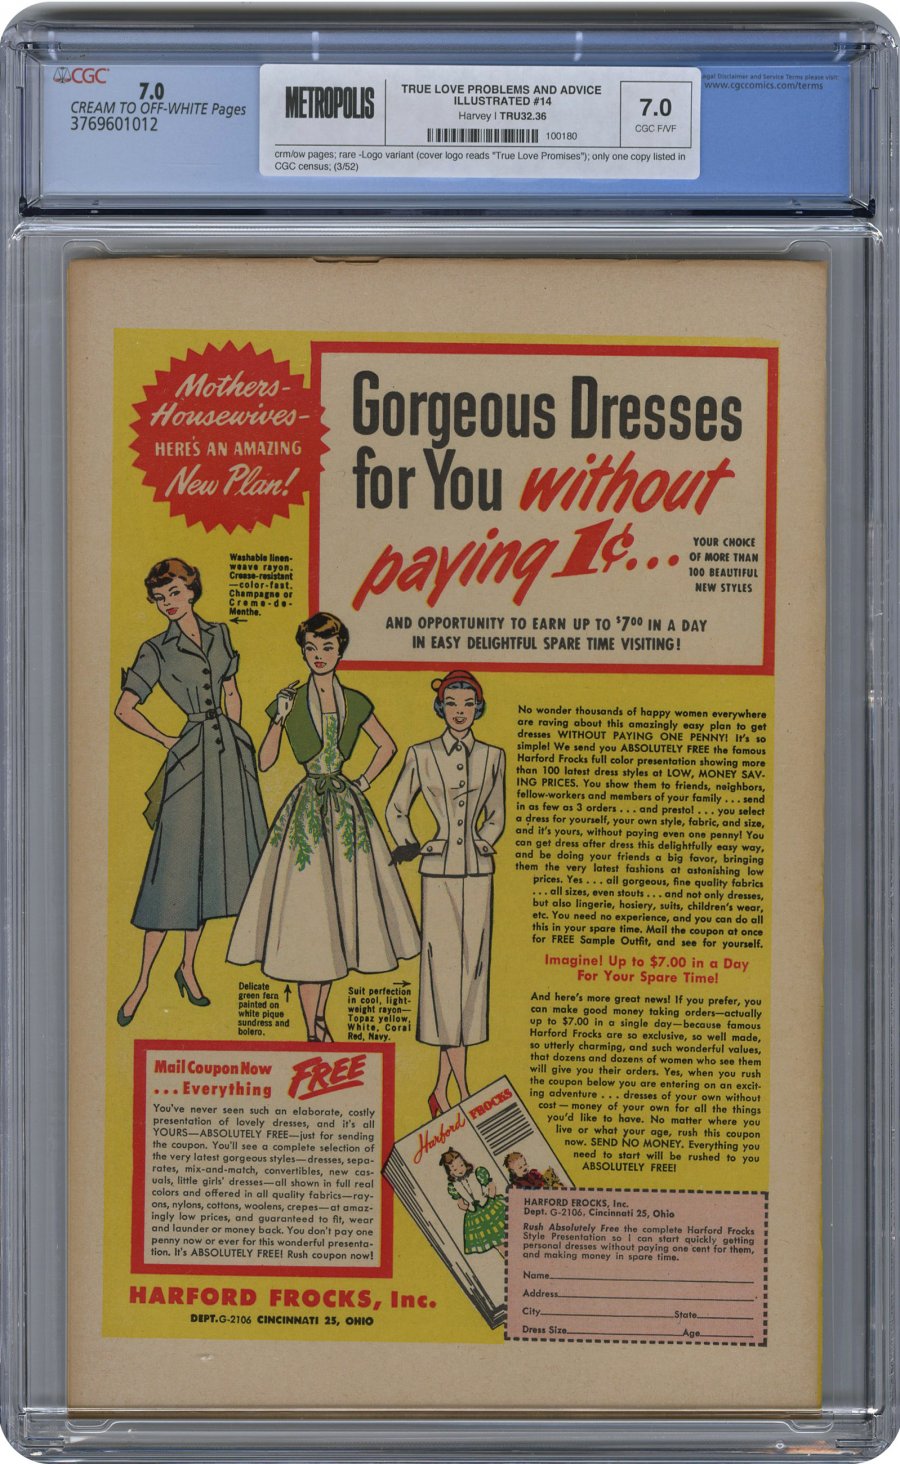 CGC
7.0
CREAM TO OFF-WHITE Pages
3769601012
METROPOLIS
TRUE LOVE PROBLEMS AND ADVICE
ILLUSTRATED #14
Harvey | TRU32.36
100180
7.0
CGC F/VF
crm/ow pages; rare -Logo variant (cover logo reads "True Love Promises"); only one copy listed in
CGC census; (3/52)
Legal Disclaimer and Service Terms please visit
www.cgccomics.com/terms
Mothers-
Housewives-
HERE'S AN AMAZING
New Plan!
Gorgeous Dresses
for You without
paying 1¢...
YOUR CHOICE
OF MORE THAN
100 BEAUTIFUL
NEW STYLES
AND OPPORTUNITY TO EARN UP TO $7.00 IN A DAY
IN EASY DELIGHTFUL SPARE TIME VISITING!
Washable linen-
weave rayon.
Crease-resistant
—color-fast.
Champagne or
Creme-de-
Menthe.
No wonder thousands of happy women everywhere
are raving about this amazingly easy plan to get
dresses WITHOUT PAYING ONE PENNY! It's so
simple! We send you ABSOLUTELY FREE the famous
Harford Frocks full color presentation showing more
than 100 latest dress styles at LOW, MONEY SAV-
ING PRICES. You show them to friends, neighbors,
fellow-workers and members of your family . . . send
in as few as 3 orders . . . and presto! . . . you select
a dress for yourself, your own style, fabric, and size,
and it's yours, without paying even one penny! You
can get dress after dress this delightfully easy way,
and be doing your friends a big favor, bringing
them the very latest fashions at astonishing low
prices. Yes . . . all gorgeous, fine quality fabrics
. . . all sizes, even stouts . . . and not only dresses,
but also lingerie, hosiery, suits, children's wear,
etc. You need no experience, and you can do all
this in your spare time. Mail the coupon at once
for FREE Sample Outfit, and see for yourself.
Imagine! Up to $7.00 in a Day
For Your Spare Time!
And here's more great news! If you prefer, you
can make good money taking orders—actually
up to $7.00 in a single day—because famous
Harford Frocks are so exclusive, so well made,
so utterly charming, and such wonderful values,
that dozens and dozens of women who see them
will give you their orders. Yes, when you rush
the coupon below you are entering on an excit-
ing adventure . . . dresses of your own without
cost — money of your own for all the things
you'd like to have. No matter where you
live or what your age, rush this coupon
now. SEND NO MONEY. Everything you
need to start will be rushed to you
ABSOLUTELY FREE!
Delicate
green fern
painted on
white pique
sundress and
bolero.
Suit perfection
in cool, light-
weight rayon—
Topaz yellow,
White, Coral
Red, Navy.
Mail Coupon Now
. . . Everything FREE
You've never seen such an elaborate, costly
presentation of lovely dresses, and it's all
YOURS—ABSOLUTELY FREE—just for sending
the coupon. You'll see a complete selection of
the very latest gorgeous styles—dresses, sepa-
rates, mix-and-match, convertibles, new cas-
uals, little girls' dresses—all shown in full real
colors and offered in all quality fabrics—ray-
ons, nylons, cottons, woolens, crepes—at amaz-
ingly low prices, and guaranteed to fit, wear
and launder or money back. You don't pay one
penny now or ever for this wonderful presenta-
tion. It's ABSOLUTELY FREE! Rush coupon now!
Harford FROCKS
HARFORD FROCKS, Inc.
DEPT.G-2106 CINCINNATI 25, OHIO
HARFORD FROCKS, Inc.
Dept. G-2106, Cincinnati 25, Ohio
Rush Absolutely Free the complete Harford Frocks
Style Presentation so I can start quickly getting
personal dresses without paying one cent for them,
and making money in spare time.
Name
Address
City State
Dress Size Age